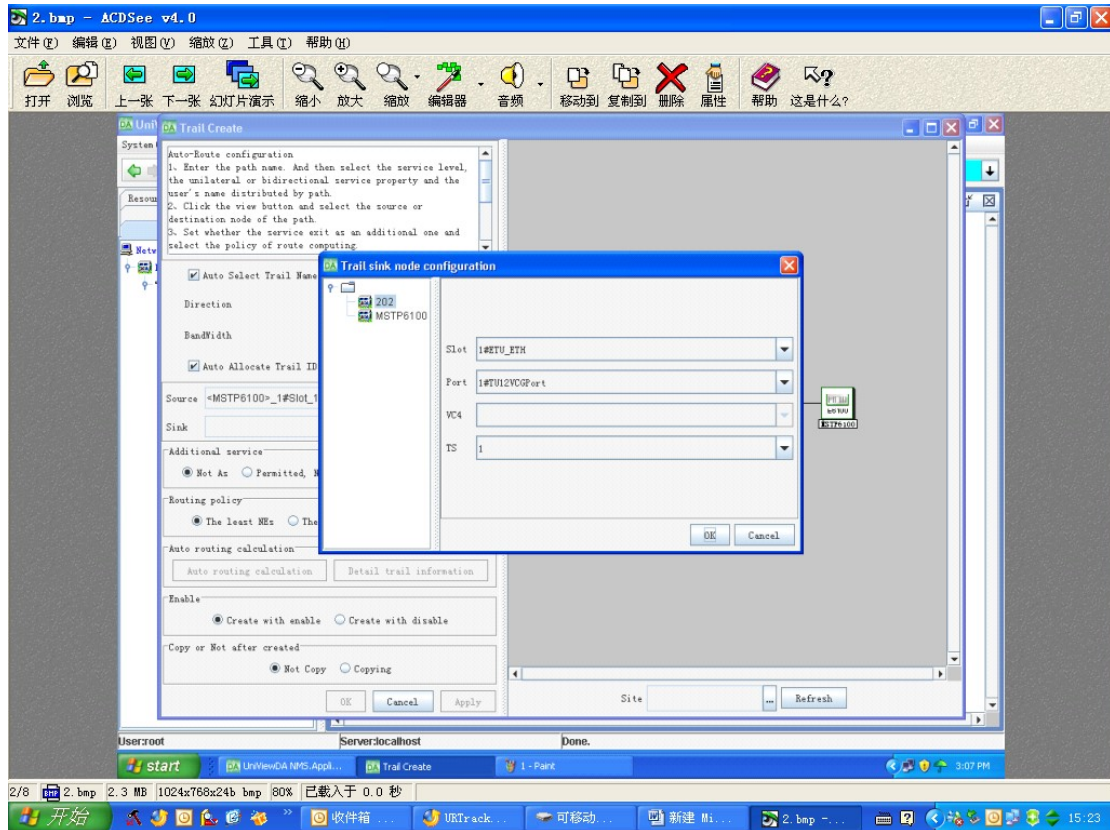 2.bmp - ACDSee v4.0
文件(F) 编辑(E) 视图(V) 缩放(Z) 工具(T) 帮助(H)
打开 浏览 上一张 下一张 幻灯片演示 缩小 放大 缩放 编辑器 音频 移动到 复制到 删除 属性 帮助 这是什么?
Trail Create
System
Resour
Netw
Auto-Route configuration
1、Enter the path name. And then select the service level,
the unilateral or bidirectional service property and the
user's name distributed by path.
2、Click the view button and select the source or
destination node of the path.
3、Set whether the service exit as an additional one and
select the policy of route computing.
Auto Select Trail Name
Direction
BandWidth
Auto Allocate Trail ID
Source <MSTP6100>_1#Slot_1
Sink
Additional service
Not As Permitted, N
Routing policy
The least NEs The
Auto routing calculation
Auto routing calculation Detail trail information
Enable
Create with enable Create with disable
Copy or Not after created
Not Copy Copying
OK Cancel Apply
Trail sink node configuration
202
MSTP6100
Slot 1#ETU_ETH
Port 1#TU12VCGPort
VC4
TS 1
OK Cancel
MSTP6100
Site ... Refresh
User:root Server:localhost Done.
start UniViewDA NMS.Appli... Trail Create 1 - Paint 3:07 PM
2/8 2.bmp 2.3 MB 1024x768x24b bmp 80% 已载入于 0.0 秒
开始 收件箱 ... URTrack... 可移动... 新建 Mi... 2.bmp -... 15:23